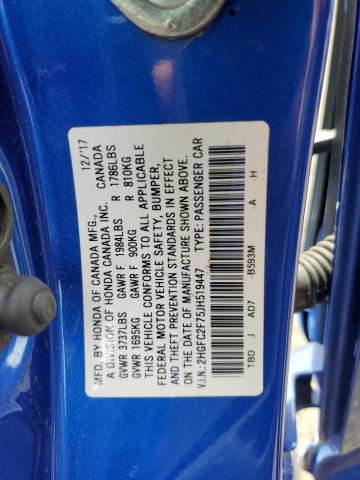 MFD. BY HONDA OF CANADA MFG., 12/17
A DIVISION OF HONDA CANADA INC. CANADA
GVWR 3737LBS GAWR F 1984LBS R 1786LBS
GVWR 1695KG GAWR F 900KG R 810KG
THIS VEHICLE CONFORMS TO ALL APPLICABLE
FEDERAL MOTOR VEHICLE SAFETY, BUMPER,
AND THEFT PREVENTION STANDARDS IN EFFECT
ON THE DATE OF MANUFACTURE SHOWN ABOVE.
V.I.N.: 2HGFC2F75JH519447 TYPE: PASSENGER CAR
TBD J AD7 -B593M -A -H